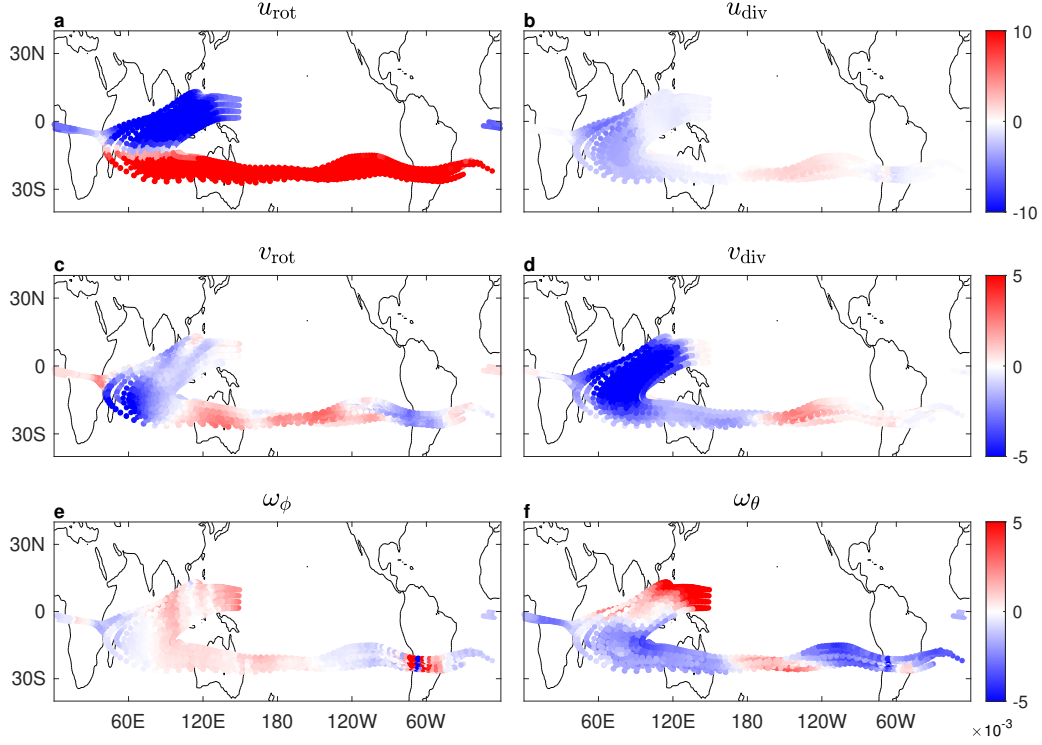 u_rot u_div
a b
30N 10
0 0
30S -10
v_rot v_div
c d
30N 5
0 0
30S -5
ω_ϕ ω_θ
e f
30N 5
0 0
30S -5
60E 120E 180 120W 60W 60E 120E 180 120W 60W
×10⁻³